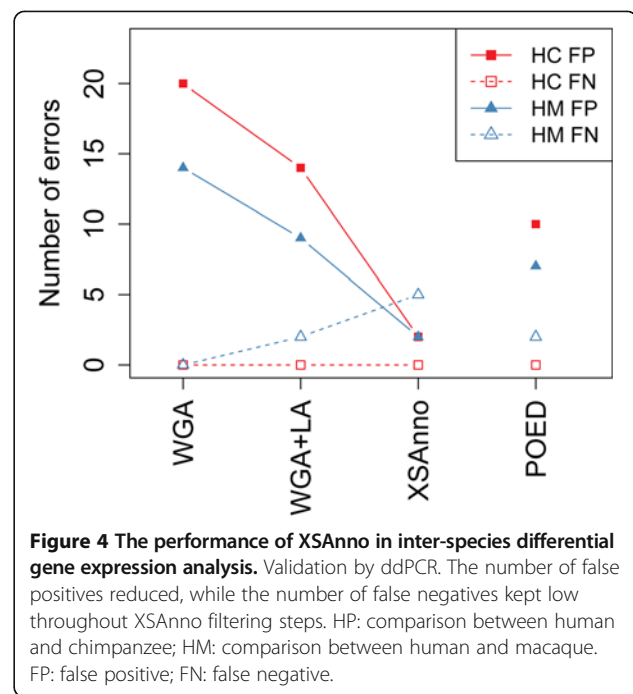 HC FP
HC FN
HM FP
HM FN
Number of errors
20
15
10
5
0
WGA
WGA+LA
XSAnno
POED
Figure 4 The performance of XSAnno in inter-species differential
gene expression analysis. Validation by ddPCR. The number of false
positives reduced, while the number of false negatives kept low
throughout XSAnno filtering steps. HP: comparison between human
and chimpanzee; HM: comparison between human and macaque.
FP: false positive; FN: false negative.